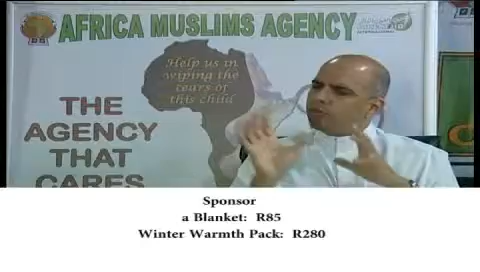 AFRICA MUSLIMS AGENCY
Help us in
wiping the
tears of
this child
THE
AGENCY
THAT
CARES
Sponsor
a Blanket: R85
Winter Warmth Pack: R280